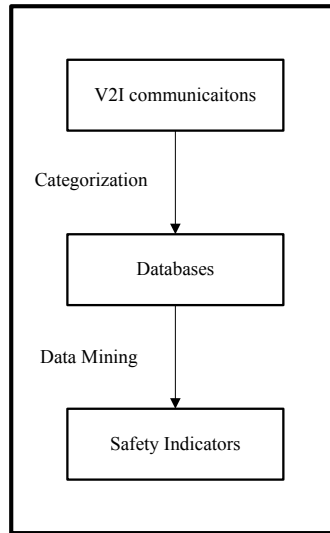 V2I communicaitons
Categorization
Databases
Data Mining
Safety Indicators